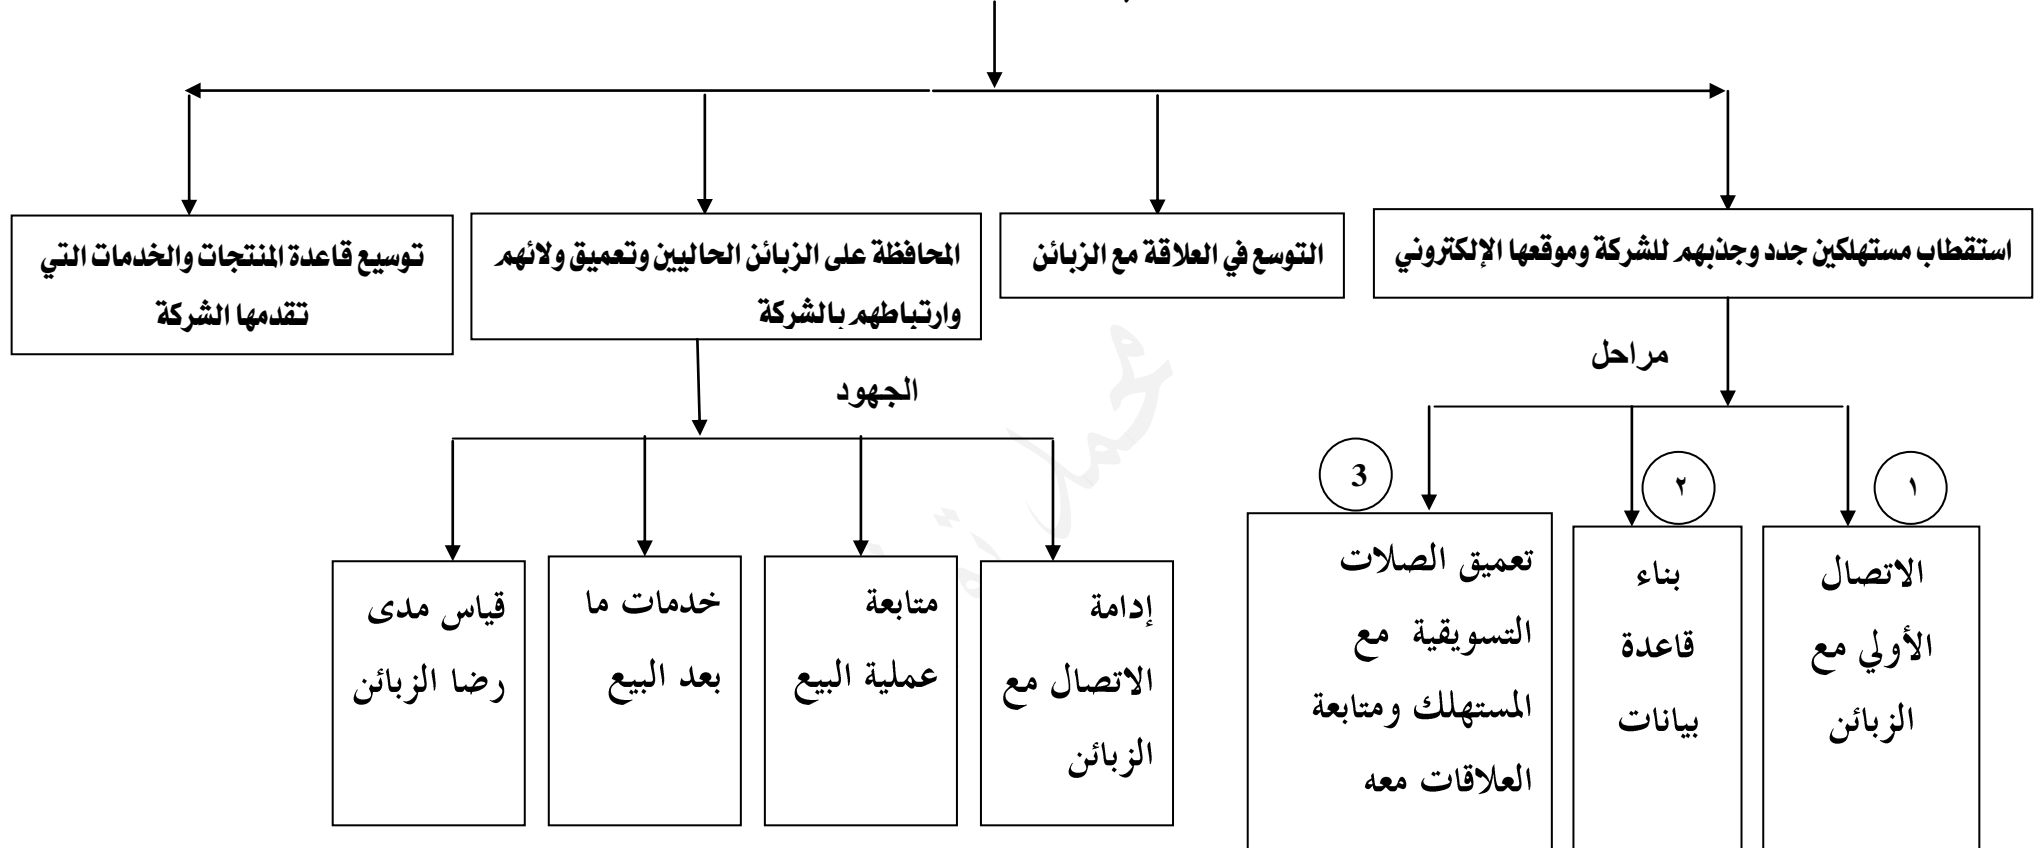 استقطاب مستهلكين جدد وجذبهم للشركة وموقعها الإلكتروني
التوسع في العلاقة مع الزبائن
المحافظة على الزبائن الحاليين وتعميق ولائهم
وارتباطهم بالشركة
توسيع قاعدة المنتجات والخدمات التي
تقدمها الشركة
مراحل
١
الاتصال
الأولي مع
الزبائن
٢
بناء
قاعدة
بيانات
3
تعميق الصلات
التسويقية مع
المستهلك ومتابعة
العلاقات معه
الجهود
إدامة
الاتصال مع
الزبائن
متابعة
عملية البيع
خدمات ما
بعد البيع
قياس مدى
رضا الزبائن
محمد